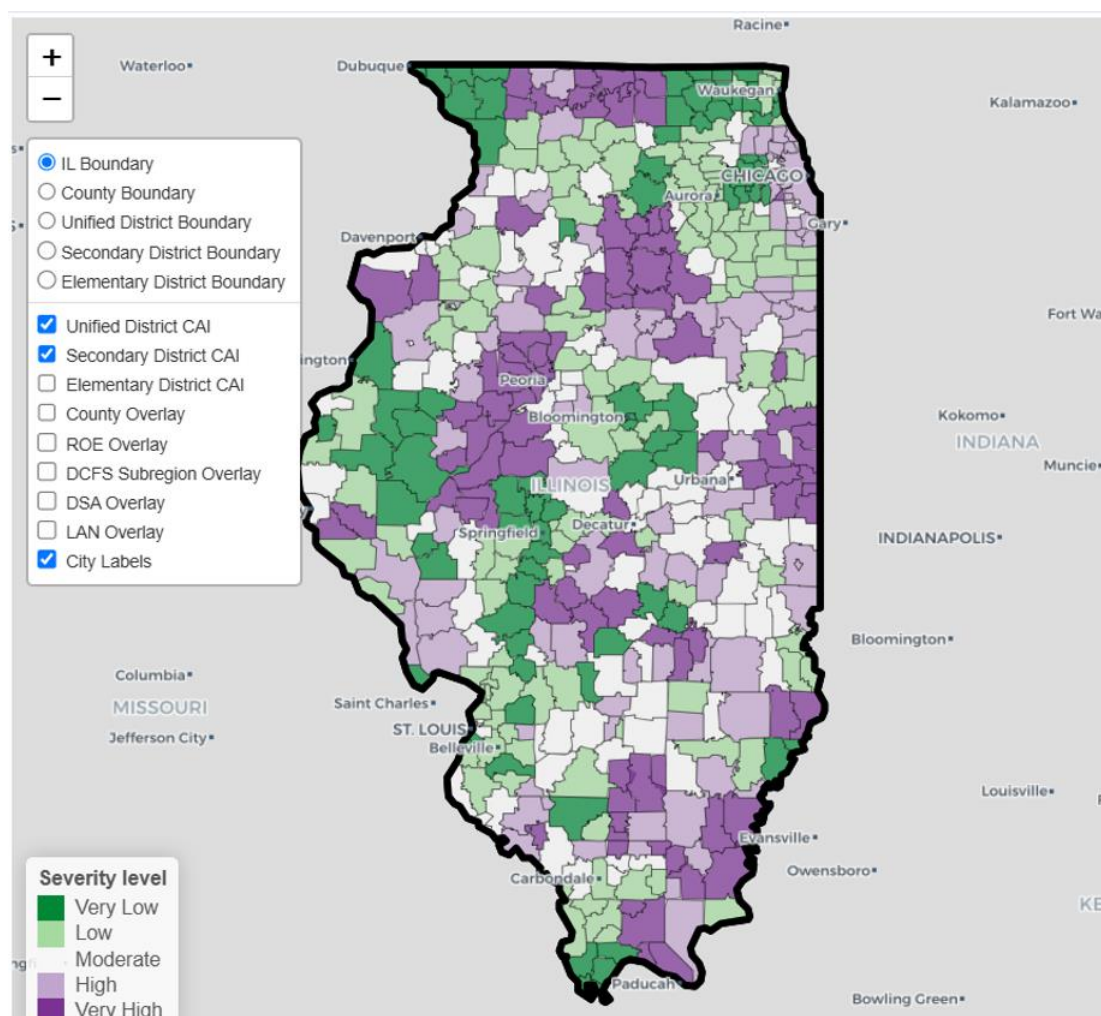 Racine
Waterloo
Dubuque
Waukegan
Kalamazoo
+
−
IL Boundary
County Boundary
Unified District Boundary
Secondary District Boundary
Elementary District Boundary
Unified District CAI
Secondary District CAI
Elementary District CAI
County Overlay
ROE Overlay
DCFS Subregion Overlay
DSA Overlay
LAN Overlay
City Labels
CHICAGO
Aurora
Gary
Davenport
Fort Wa
ington
Peoria
Bloomington
Kokomo
INDIANA
Muncie
ILLINOIS
Urbana
Decatur
Springfield
INDIANAPOLIS
Bloomington
Columbia
MISSOURI
Saint Charles
ST. LOUIS
Jefferson City
Belleville
Louisville
Evansville
Owensboro
Carbondale
KE
Paducah
Bowling Green
Severity level
Very Low
Low
Moderate
High
Very High